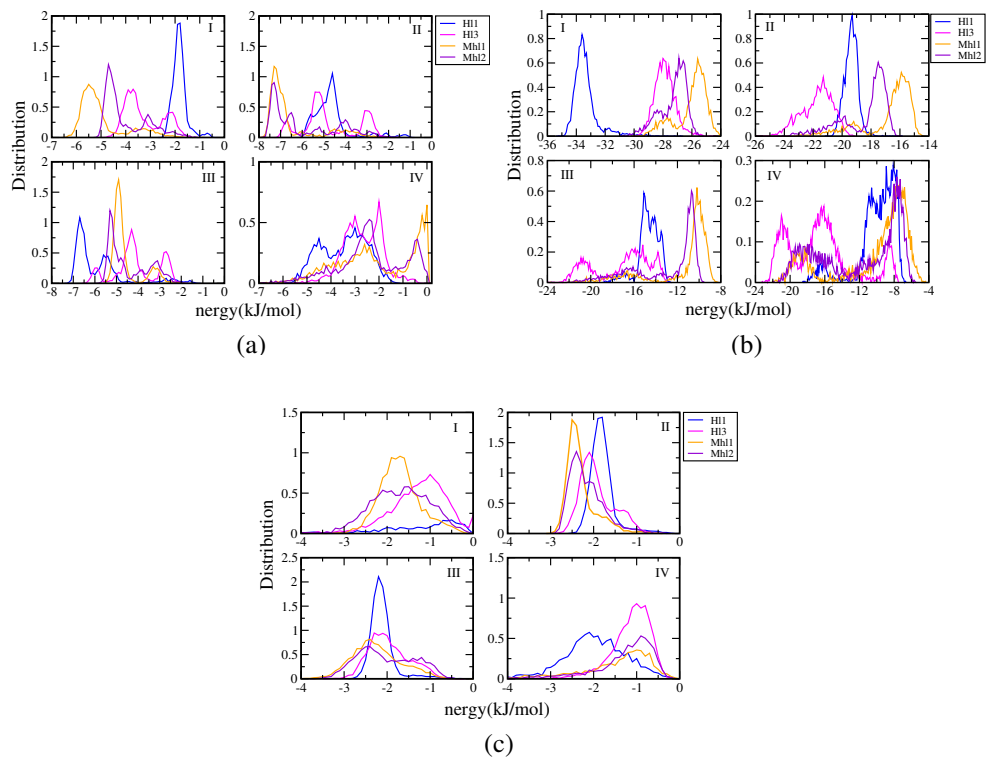 I
II
Hl1
Hl3
Mhl1
Mhl2
2
1.5
1
0.5
0
-6 -5 -4 -3 -2 -1 0
2
1.5
1
0.5
0
-8 -7 -6 -5 -4 -3 -2 -1 0
III
IV
2
1.5
1
0.5
0
-8 -7 -6 -5 -4 -3 -2 -1 0
1
0.5
0
-7 -6 -5 -4 -3 -2 -1 0
Distribution
nergy(kJ/mol)
(a)
I
II
Hl1
Hl3
Mhl1
Mhl2
1
0.8
0.6
0.4
0.2
0
-36 -34 -32 -30 -28 -26 -24
1
0.8
0.6
0.4
0.2
0
-26 -24 -22 -20 -18 -16 -14
III
IV
0.8
0.6
0.4
0.2
0
-24 -20 -16 -12 -8
0.3
0.2
0.1
0
-24 -20 -16 -12 -8 -4
Distribution
nergy(kJ/mol)
(b)
I
II
Hl1
Hl3
Mhl1
Mhl2
1.5
1
0.5
0
-4 -3 -2 -1 0
2
1.5
1
0.5
0
-4 -3 -2 -1 0
III
IV
2.5
2
1.5
1
0.5
0
-4 -3 -2 -1 0
1.5
1
0.5
0
-4 -3 -2 -1 0
Distribution
nergy(kJ/mol)
(c)